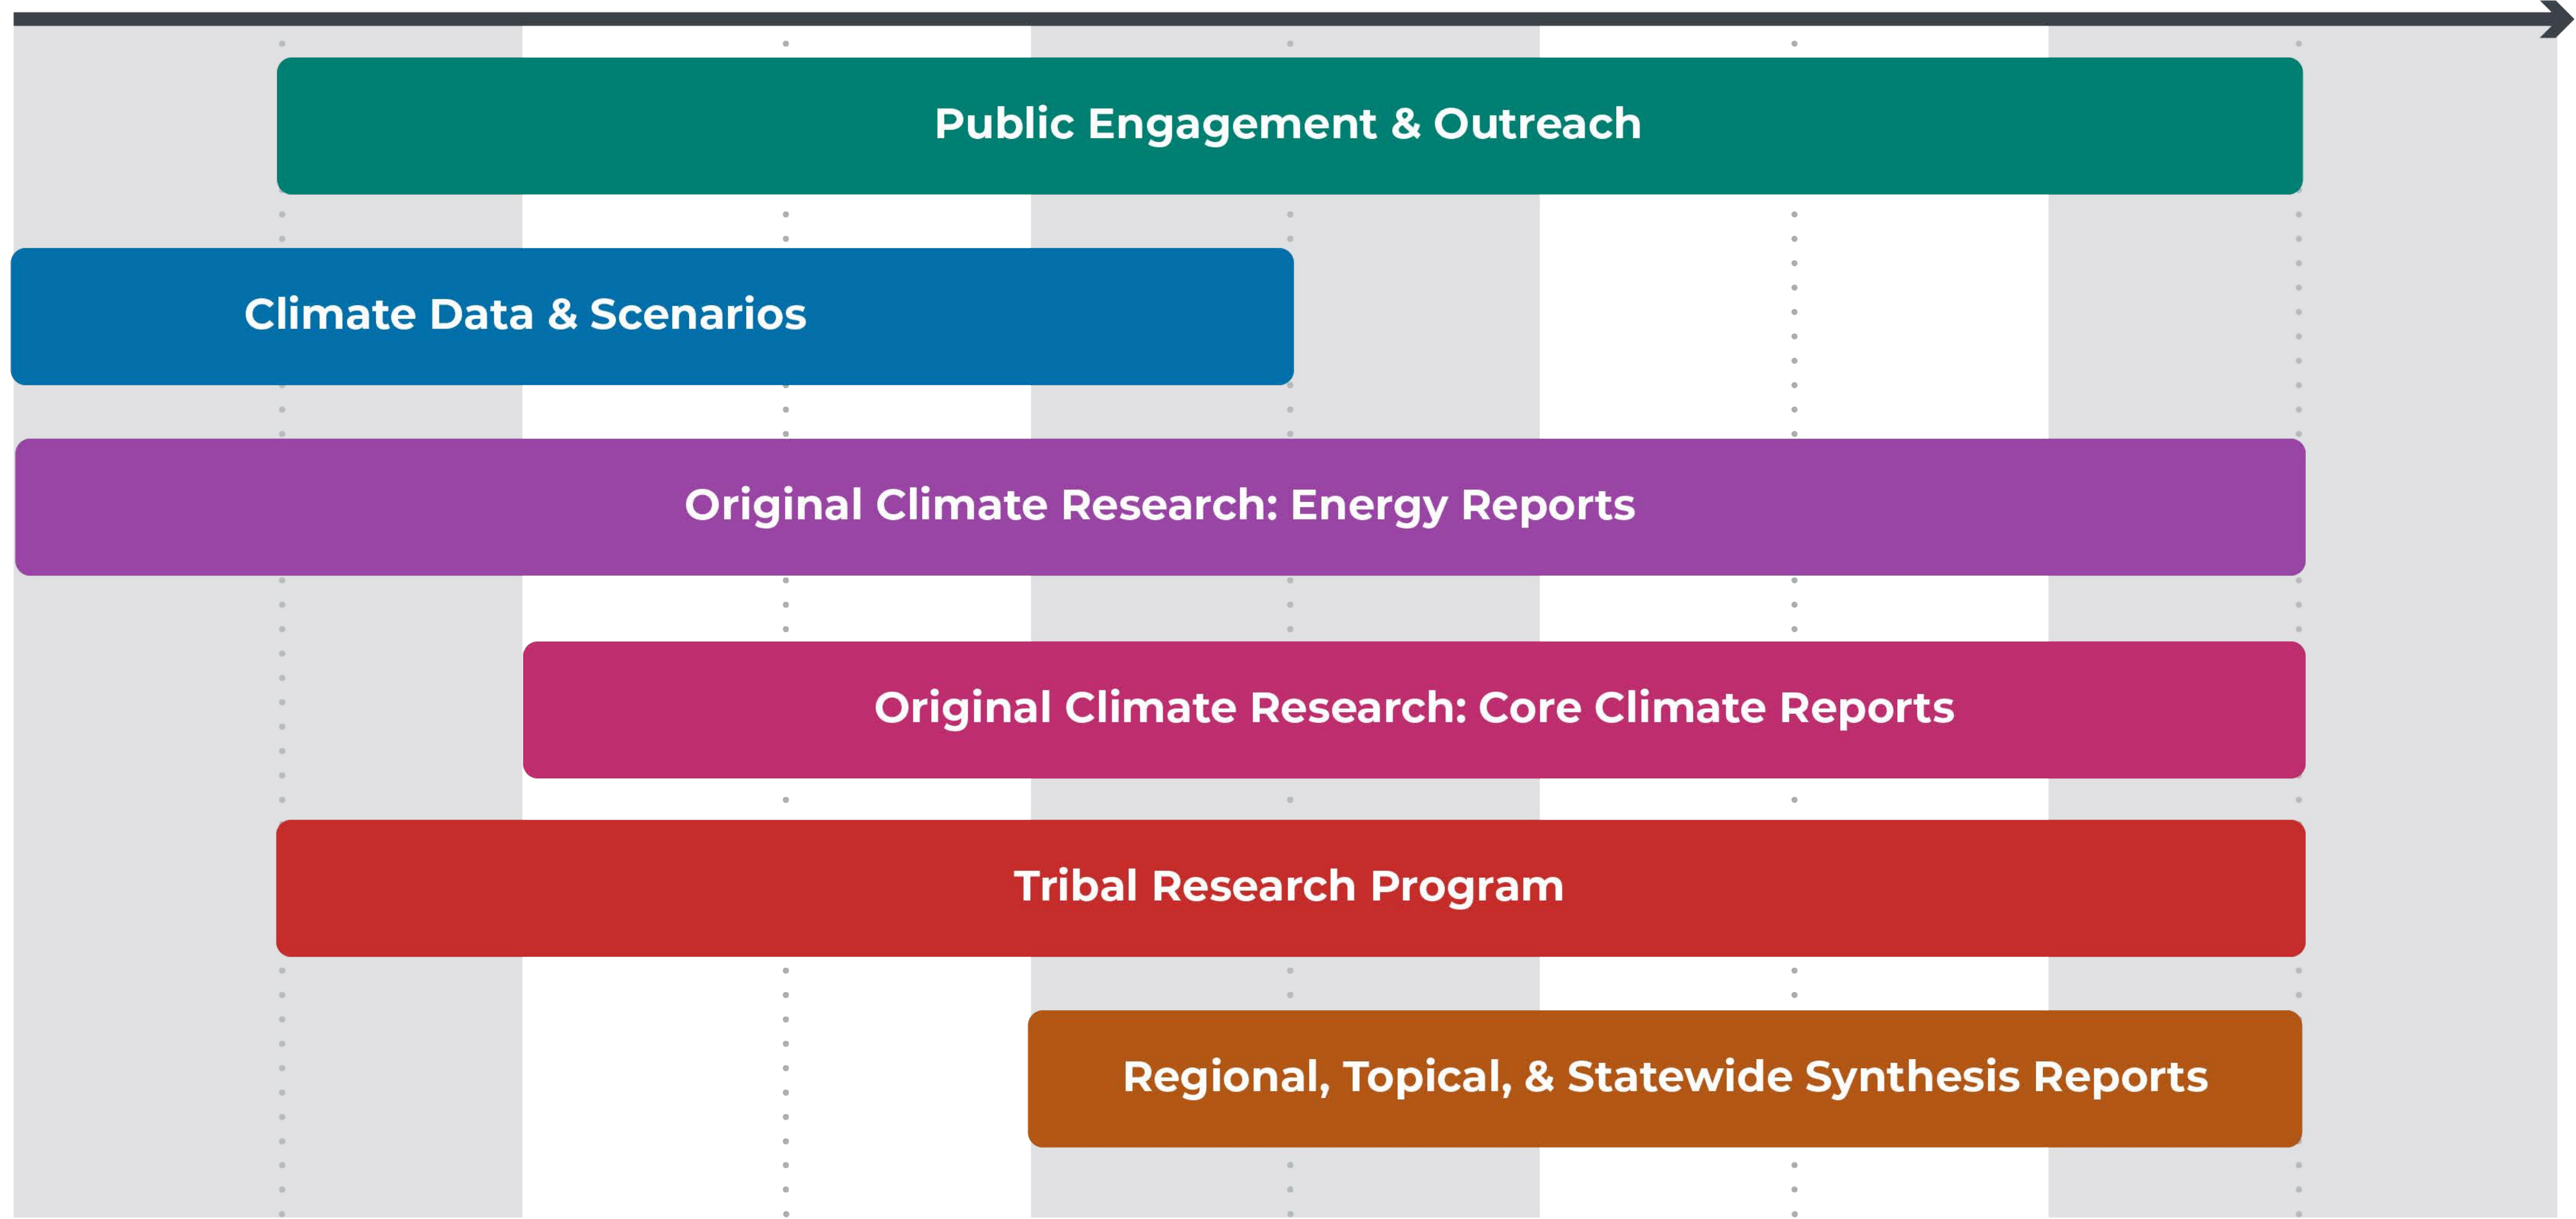 Public Engagement & Outreach
Climate Data & Scenarios
Original Climate Research: Energy Reports
Original Climate Research: Core Climate Reports
Tribal Research Program
Regional, Topical, & Statewide Synthesis Reports